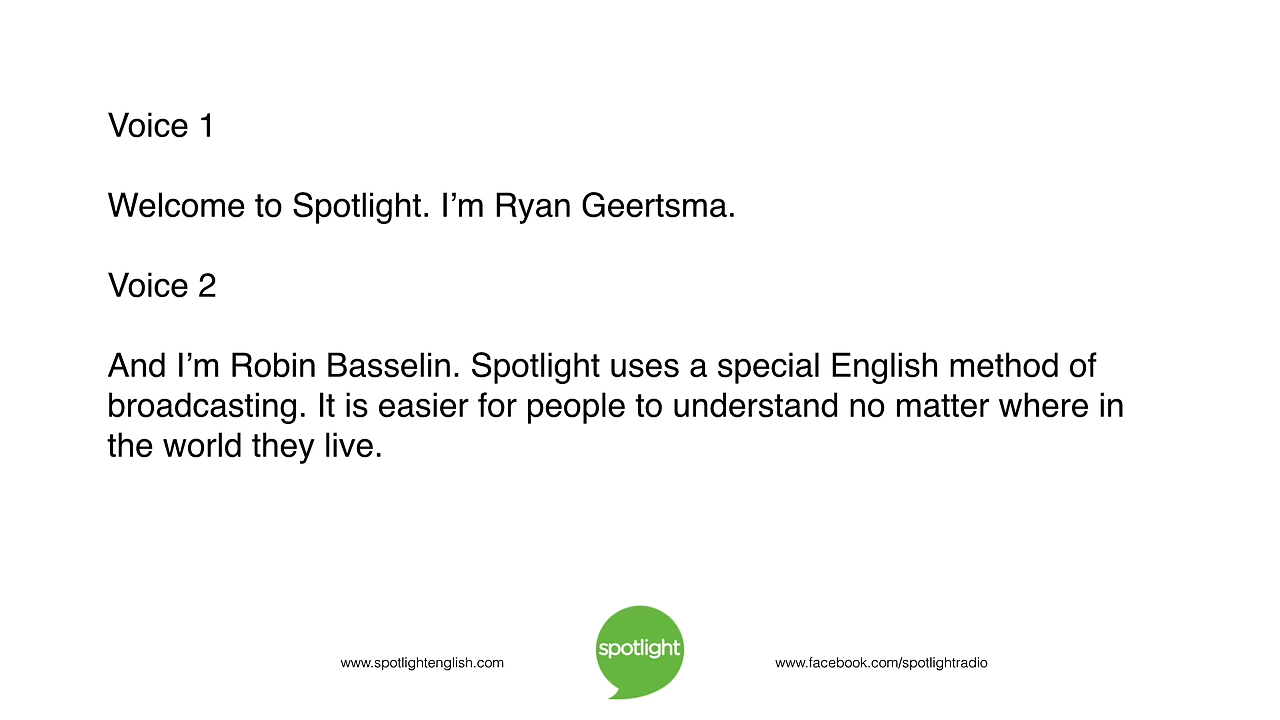 Voice 1
Welcome to Spotlight. I’m Ryan Geertsma.
Voice 2
And I’m Robin Basselin. Spotlight uses a special English method of
broadcasting. It is easier for people to understand no matter where in
the world they live.
www.spotlightenglish.com
spotlight
www.facebook.com/spotlightradio